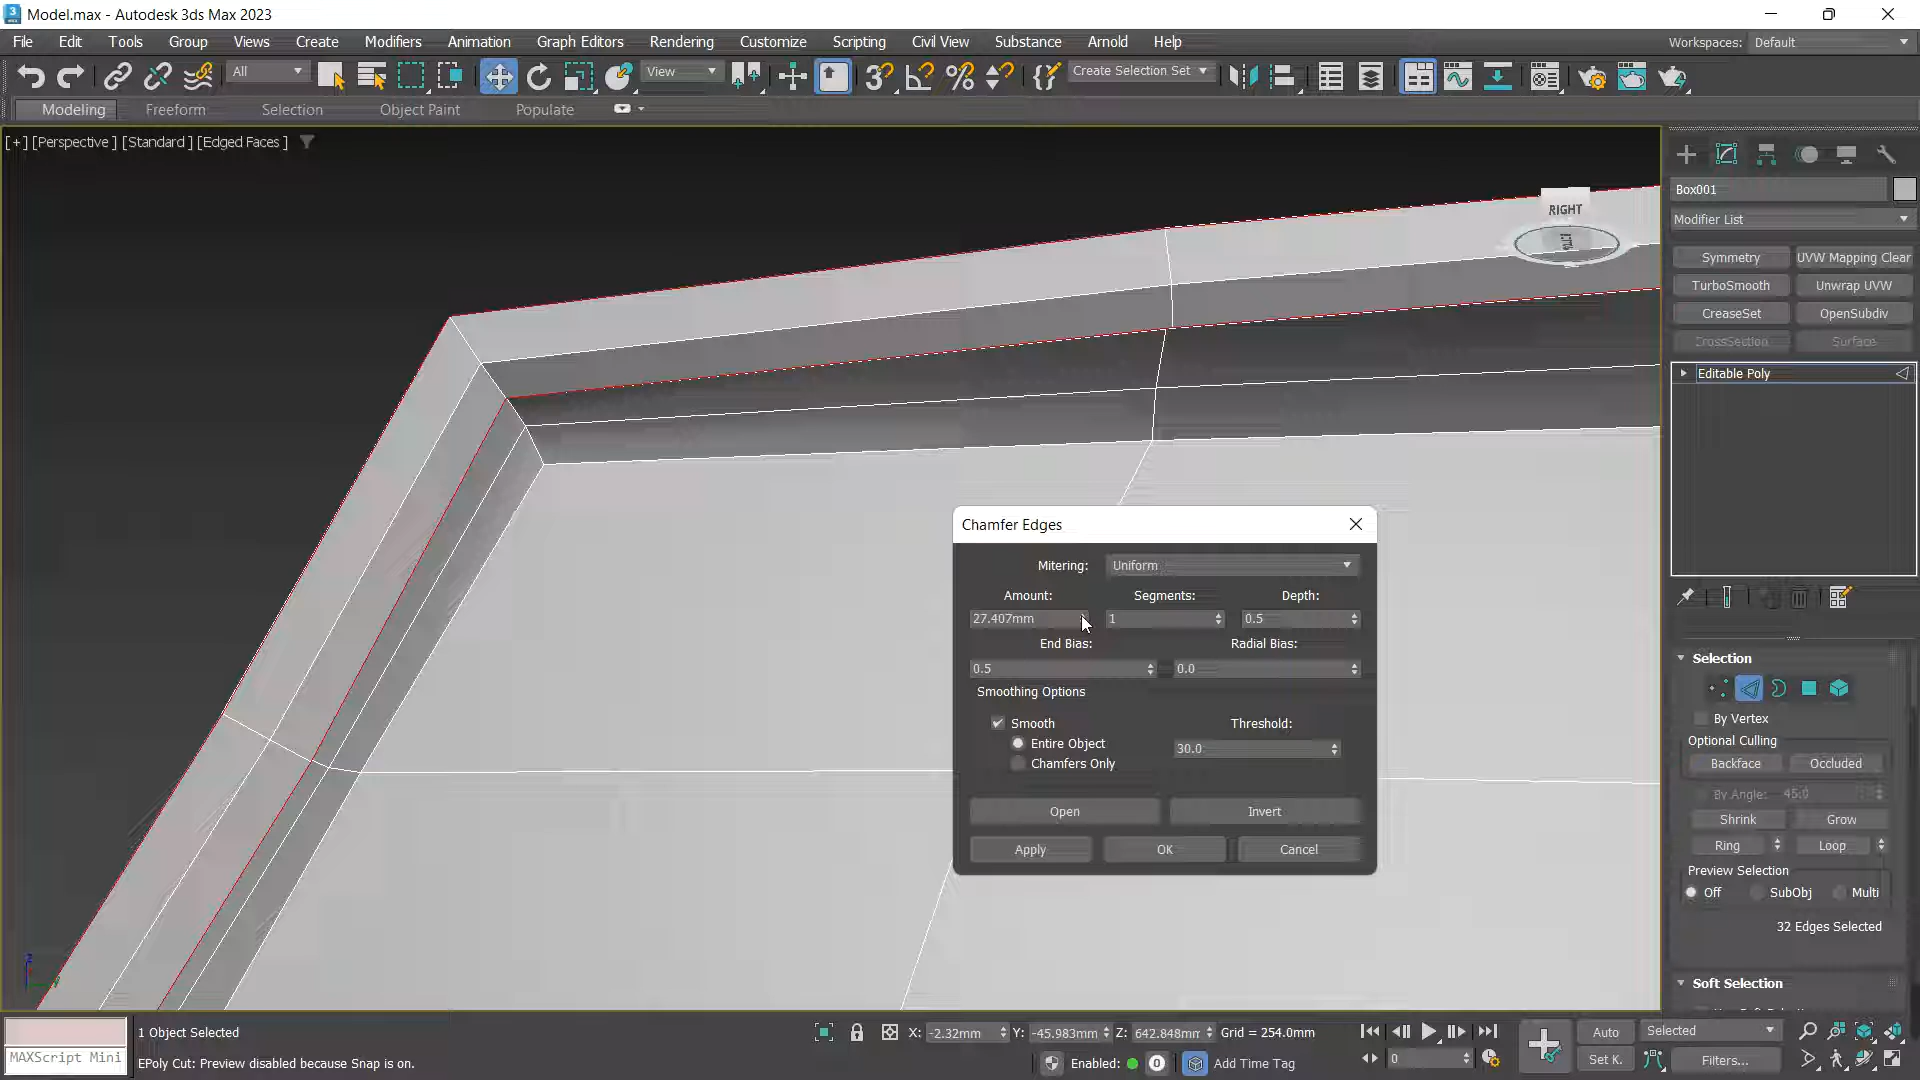 Model.max - Autodesk 3ds Max 2023
File Edit Tools Group Views Create Modifiers Animation Graph Editors Rendering Customize Scripting Civil View Substance Arnold Help
Workspaces: Default
All
View
Create Selection Set
Modeling Freeform Selection Object Paint Populate
[+] [Perspective ] [Standard ] [Edged Faces ]
RIGHT
Box001
Modifier List
Symmetry UVW Mapping Clear
TurboSmooth Unwrap UVW
CreaseSet OpenSubdiv
CrossSection Surface
Editable Poly
Chamfer Edges
Mitering: Uniform
Amount: Segments: Depth:
27.407mm 1 0.5
End Bias: Radial Bias:
0.5 0.0
Smoothing Options
Smooth Threshold:
Entire Object 30.0
Chamfers Only
Open Invert
Apply OK Cancel
Selection
By Vertex
Optional Culling
Backface Occluded
By Angle: 45.0
Shrink Grow
Ring Loop
Preview Selection
Off SubObj Multi
32 Edges Selected
Soft Selection
MAXScript Mini
1 Object Selected
EPoly Cut: Preview disabled because Snap is on.
X: -2.32mm Y: -45.983mm Z: 642.848mm Grid = 254.0mm
Enabled: 0 Add Time Tag
0
Auto Selected
Set K. Filters...